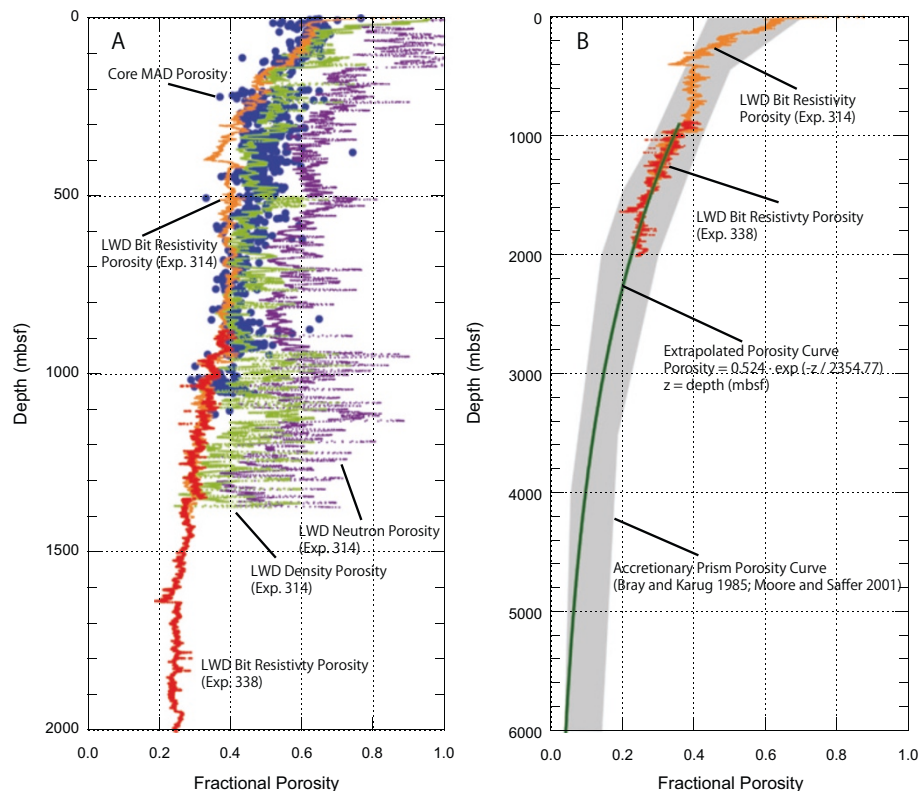 A
Core MAD Porosity
LWD Bit Resistivity
Porosity (Exp. 314)
LWD Neutron Porosity
(Exp. 314)
LWD Density Porosity
(Exp. 314)
LWD Bit Resistivty Porosity
(Exp. 338)
0
500
1000
1500
2000
Depth (mbsf)
0.0
0.2
0.4
0.6
0.8
1.0
Fractional Porosity
B
LWD Bit Resistivity
Porosity (Exp. 314)
LWD Bit Resistivty Porosity
(Exp. 338)
Extrapolated Porosity Curve
Porosity = 0.524 · exp (-z / 2354.77)
z = depth (mbsf)
Accretionary Prism Porosity Curve
(Bray and Karug 1985; Moore and Saffer 2001)
0
1000
2000
3000
4000
5000
6000
Depth (mbsf)
0.0
0.2
0.4
0.6
0.8
1.0
Fractional Porosity